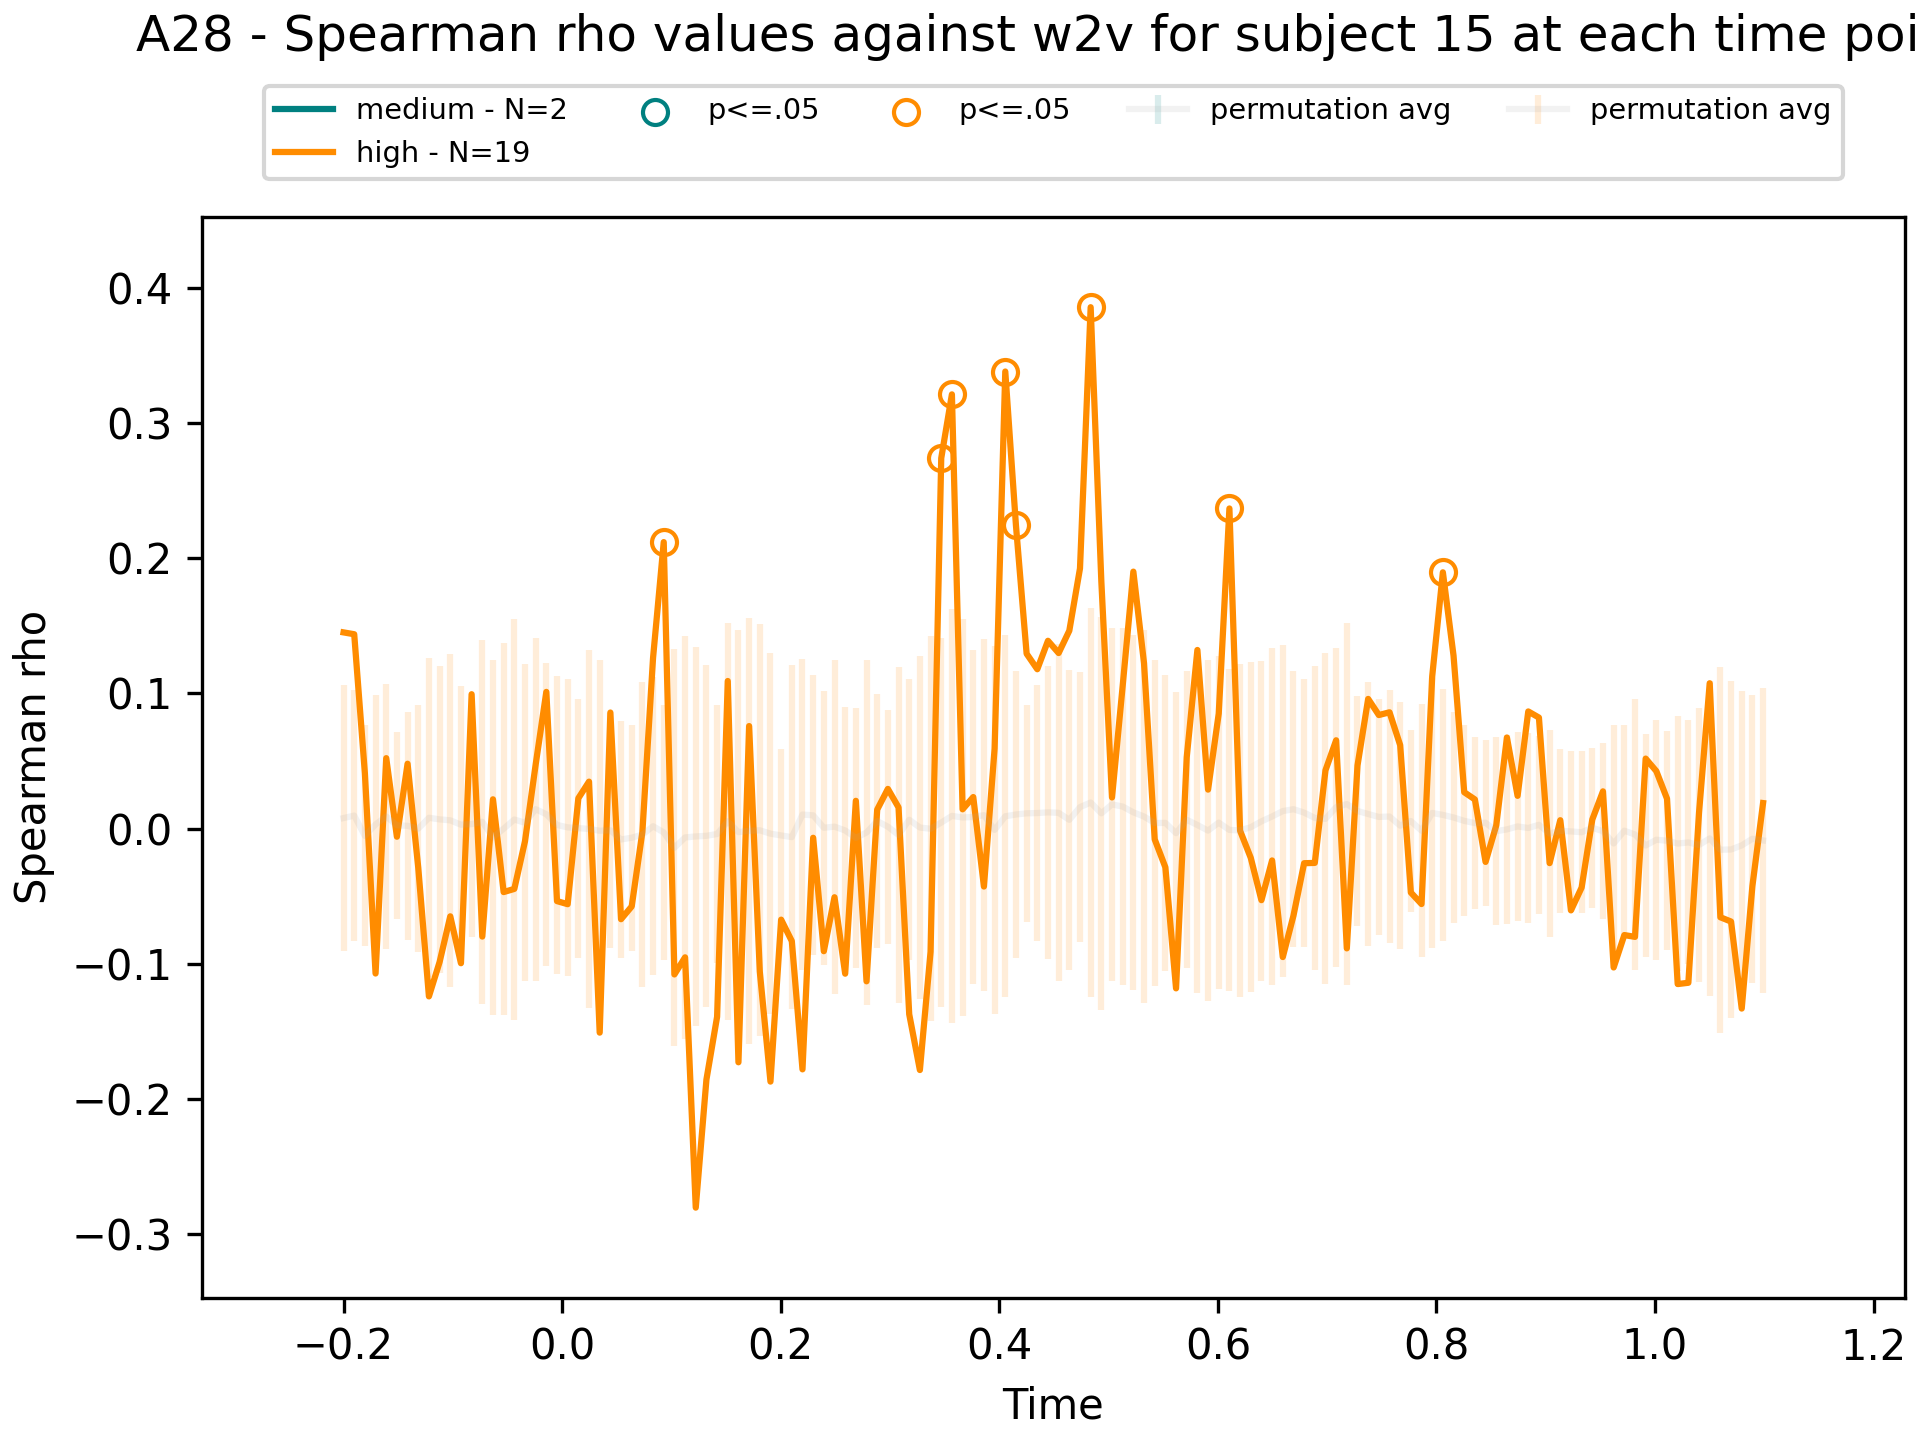 A28 - Spearman rho values against w2v for subject 15 at each time poi
medium - N=2
high - N=19
p<=.05
p<=.05
permutation avg
permutation avg
Spearman rho
0.4
0.3
0.2
0.1
0.0
−0.1
−0.2
−0.3
−0.2
0.0
0.2
0.4
0.6
0.8
1.0
1.2
Time